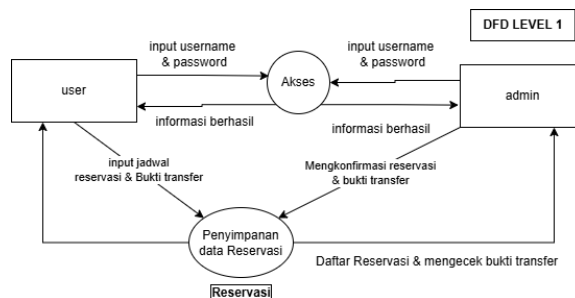 DFD LEVEL 1
input username
& password
input username
& password
user
Akses
admin
informasi berhasil
informasi berhasil
input jadwal
reservasi & Bukti transfer
Mengkonfirmasi reservasi
& bukti transfer
Penyimpanan
data Reservasi
Daftar Reservasi & mengecek bukti transfer
Reservasi